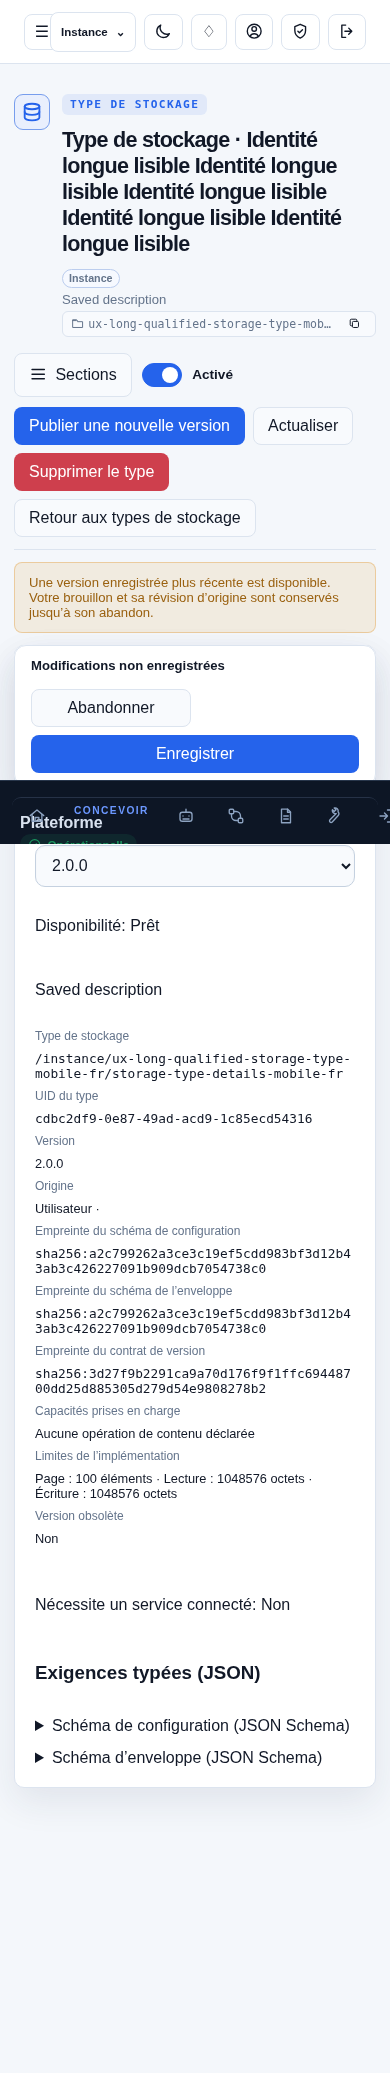 Instance
TYPE DE STOCKAGE
Type de stockage · Identité
longue lisible Identité longue
lisible Identité longue lisible
Identité longue lisible Identité
longue lisible
Instance
Saved description
ux-long-qualified-storage-type-mob…
Sections
Activé
Publier une nouvelle version
Actualiser
Supprimer le type
Retour aux types de stockage
Une version enregistrée plus récente est disponible.
Votre brouillon et sa révision d’origine sont conservés
jusqu’à son abandon.
Modifications non enregistrées
Abandonner
Enregistrer
CONCEVOIR
Plateforme
Opérationnelle
2.0.0
Disponibilité: Prêt
Saved description
Type de stockage
/instance/ux-long-qualified-storage-type-
mobile-fr/storage-type-details-mobile-fr
UID du type
cdbc2df9-0e87-49ad-acd9-1c85ecd54316
Version
2.0.0
Origine
Utilisateur ·
Empreinte du schéma de configuration
sha256:a2c799262a3ce3c19ef5cdd983bf3d12b4
3ab3c426227091b909dcb7054738c0
Empreinte du schéma de l’enveloppe
sha256:a2c799262a3ce3c19ef5cdd983bf3d12b4
3ab3c426227091b909dcb7054738c0
Empreinte du contrat de version
sha256:3d27f9b2291ca9a70d176f9f1ffc694487
00dd25d885305d279d54e9808278b2
Capacités prises en charge
Aucune opération de contenu déclarée
Limites de l’implémentation
Page : 100 éléments · Lecture : 1048576 octets ·
Écriture : 1048576 octets
Version obsolète
Non
Nécessite un service connecté: Non
Exigences typées (JSON)
Schéma de configuration (JSON Schema)
Schéma d’enveloppe (JSON Schema)